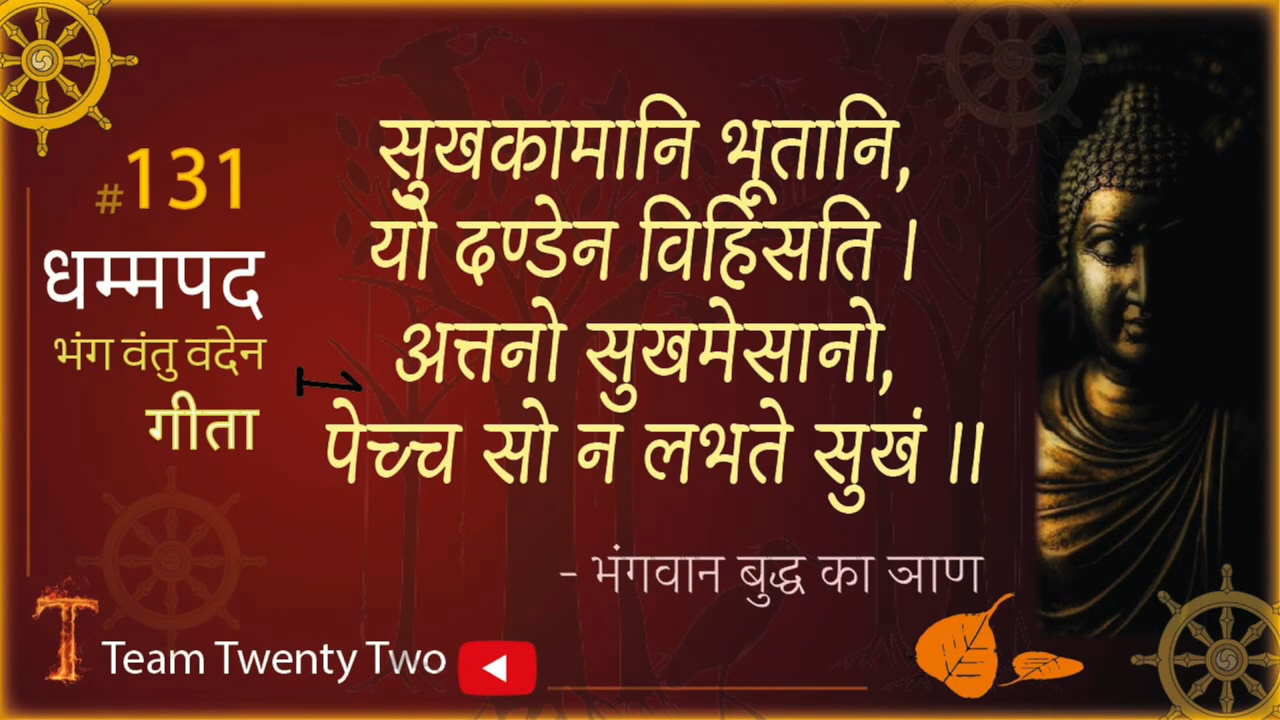 #131
धम्मपद
भंग वंतु वदेन
गीता
सुखकामानि भूतानि,
यो दण्डेन विहिंसति ।
अत्तनो सुखमेसानो,
पेच्च सो न लभते सुखं ॥
- भंगवान बुद्ध का ञाण
T Team Twenty Two